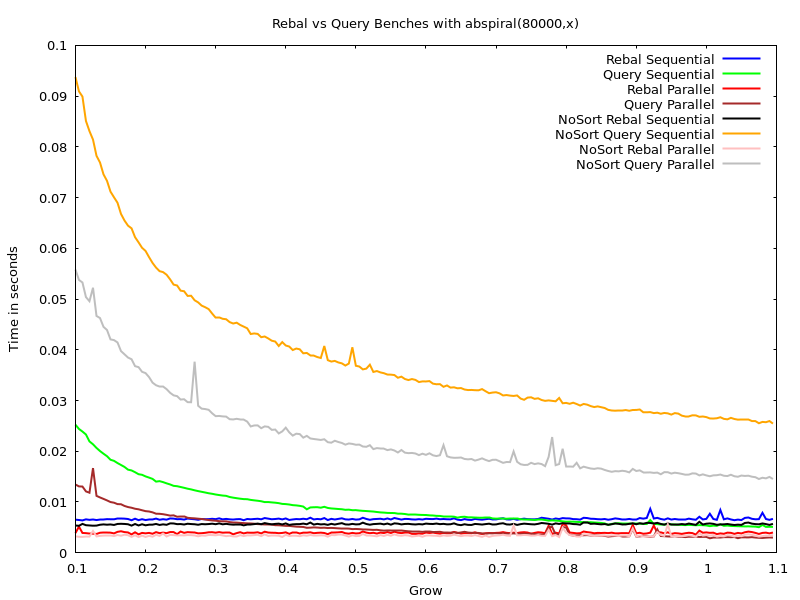 Rebal vs Query Benches with abspiral(80000,x)
0.1
0.09
0.08
0.07
0.06
0.05
0.04
0.03
0.02
0.01
0
Time in seconds
Rebal Sequential
Query Sequential
Rebal Parallel
Query Parallel
NoSort Rebal Sequential
NoSort Query Sequential
NoSort Rebal Parallel
NoSort Query Parallel
0.1 0.2 0.3 0.4 0.5 0.6 0.7 0.8 0.9 1 1.1
Grow